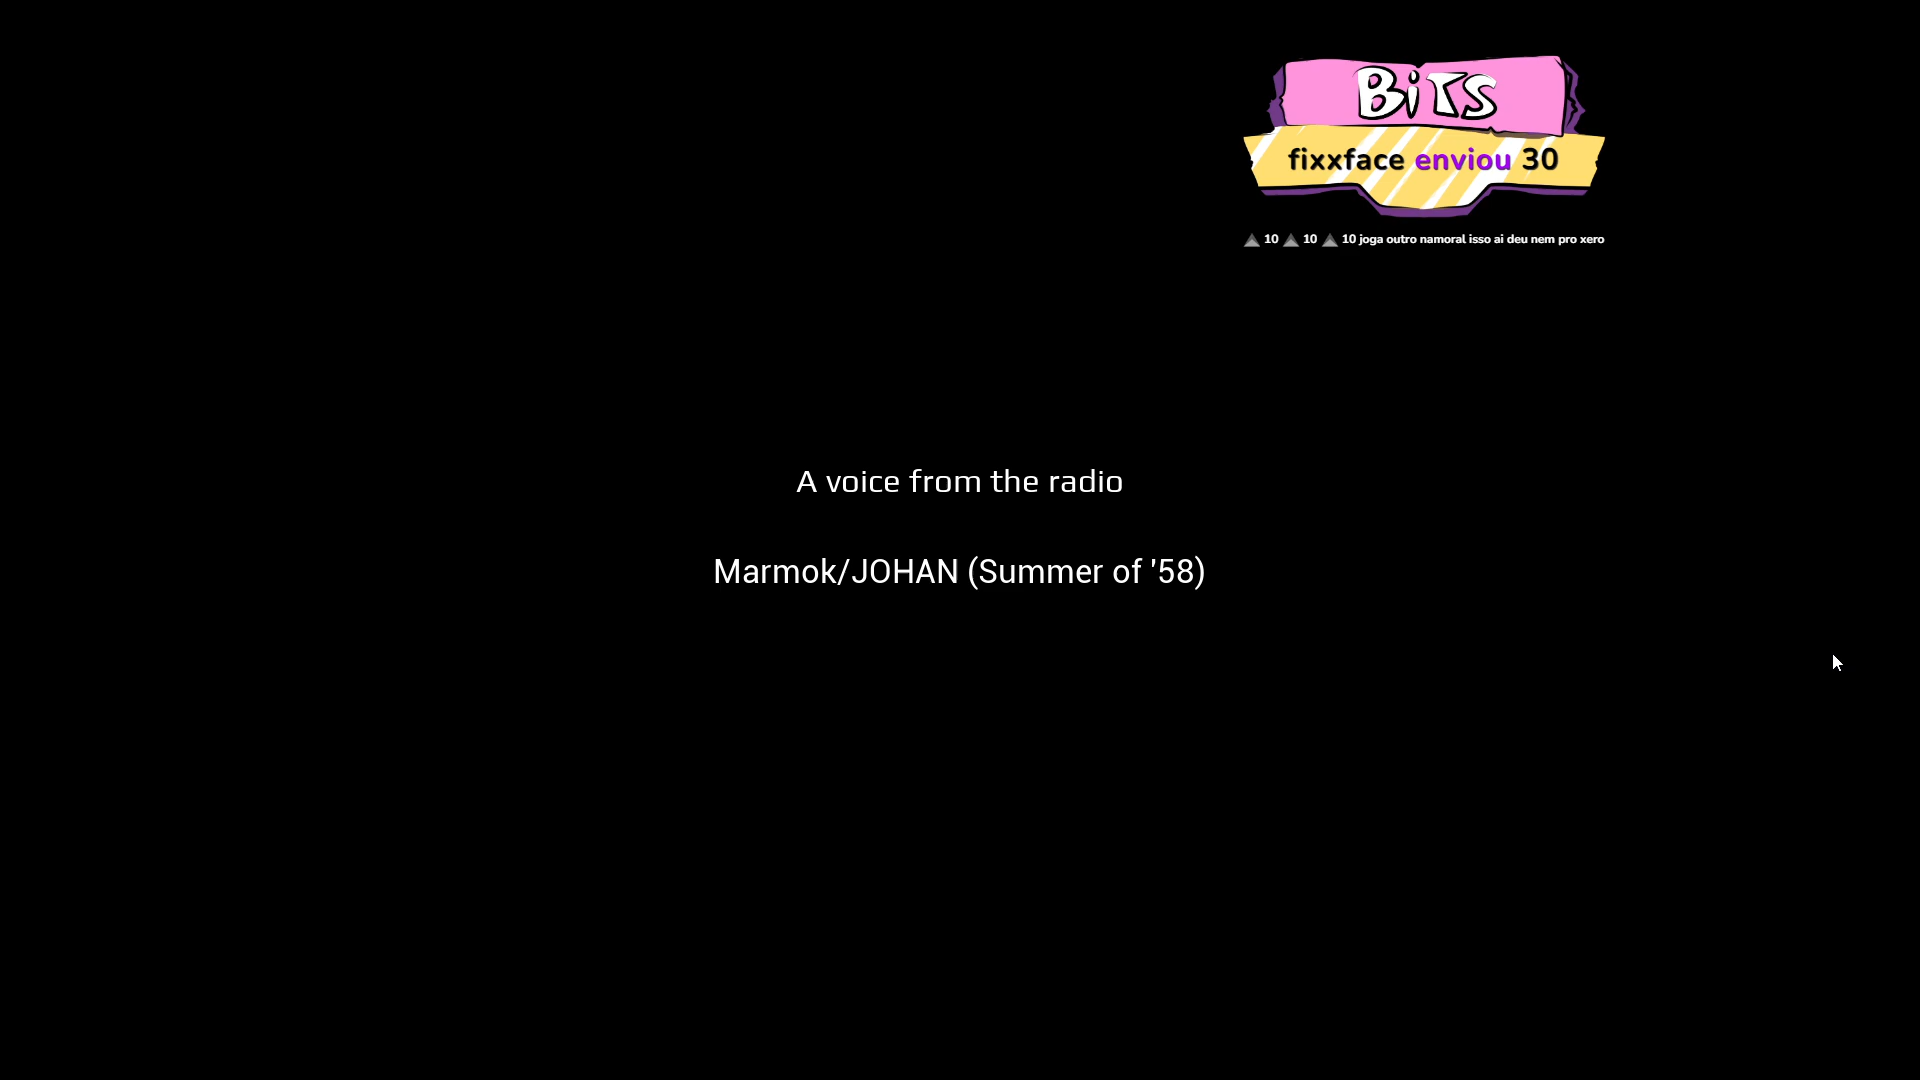 BiTS
fixxface enviou 30
10 10 10 joga outro namoral isso ai deu nem pro xero
A voice from the radio
Marmok/JOHAN (Summer of '58)